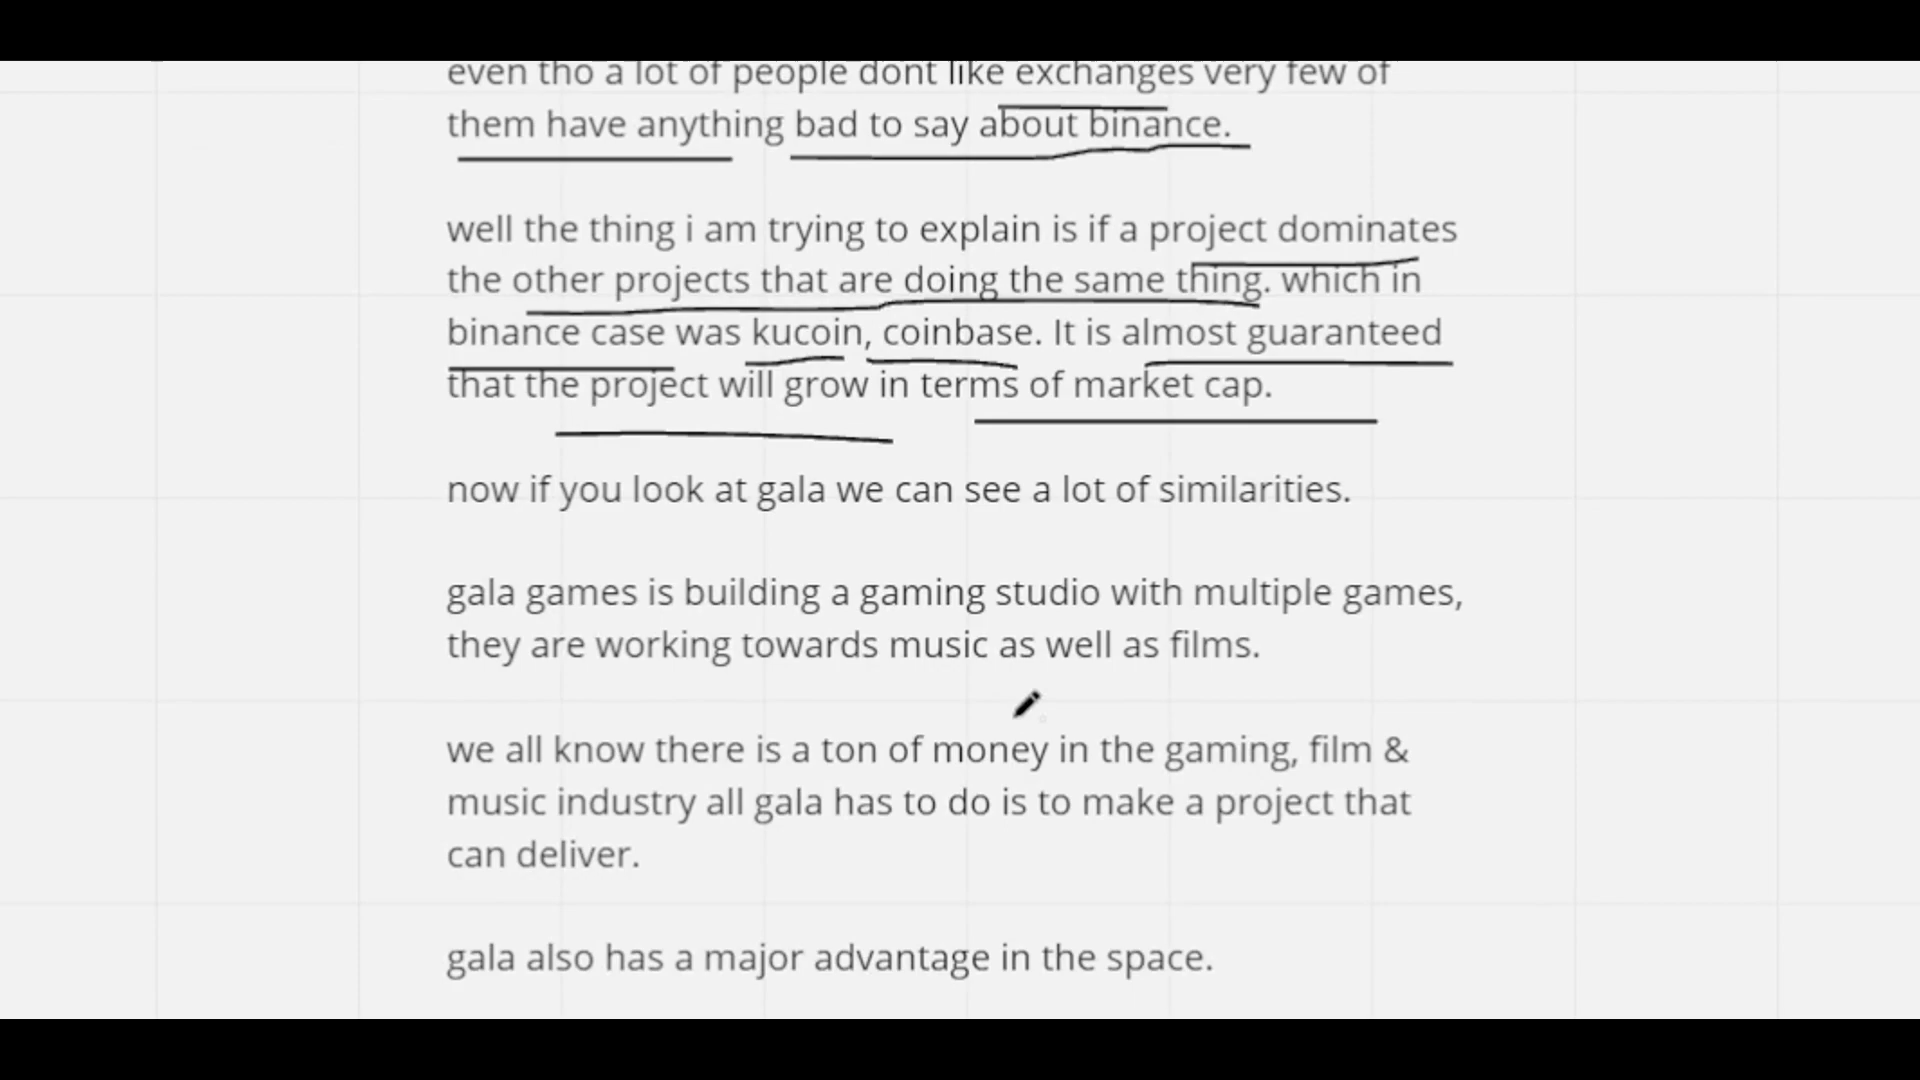 even tho a lot of people dont like exchanges very few of
them have anything bad to say about binance.
well the thing i am trying to explain is if a project dominates
the other projects that are doing the same thing. which in
binance case was kucoin, coinbase. It is almost guaranteed
that the project will grow in terms of market cap.
now if you look at gala we can see a lot of similarities.
gala games is building a gaming studio with multiple games,
they are working towards music as well as films.
we all know there is a ton of money in the gaming, film &
music industry all gala has to do is to make a project that
can deliver.
gala also has a major advantage in the space.